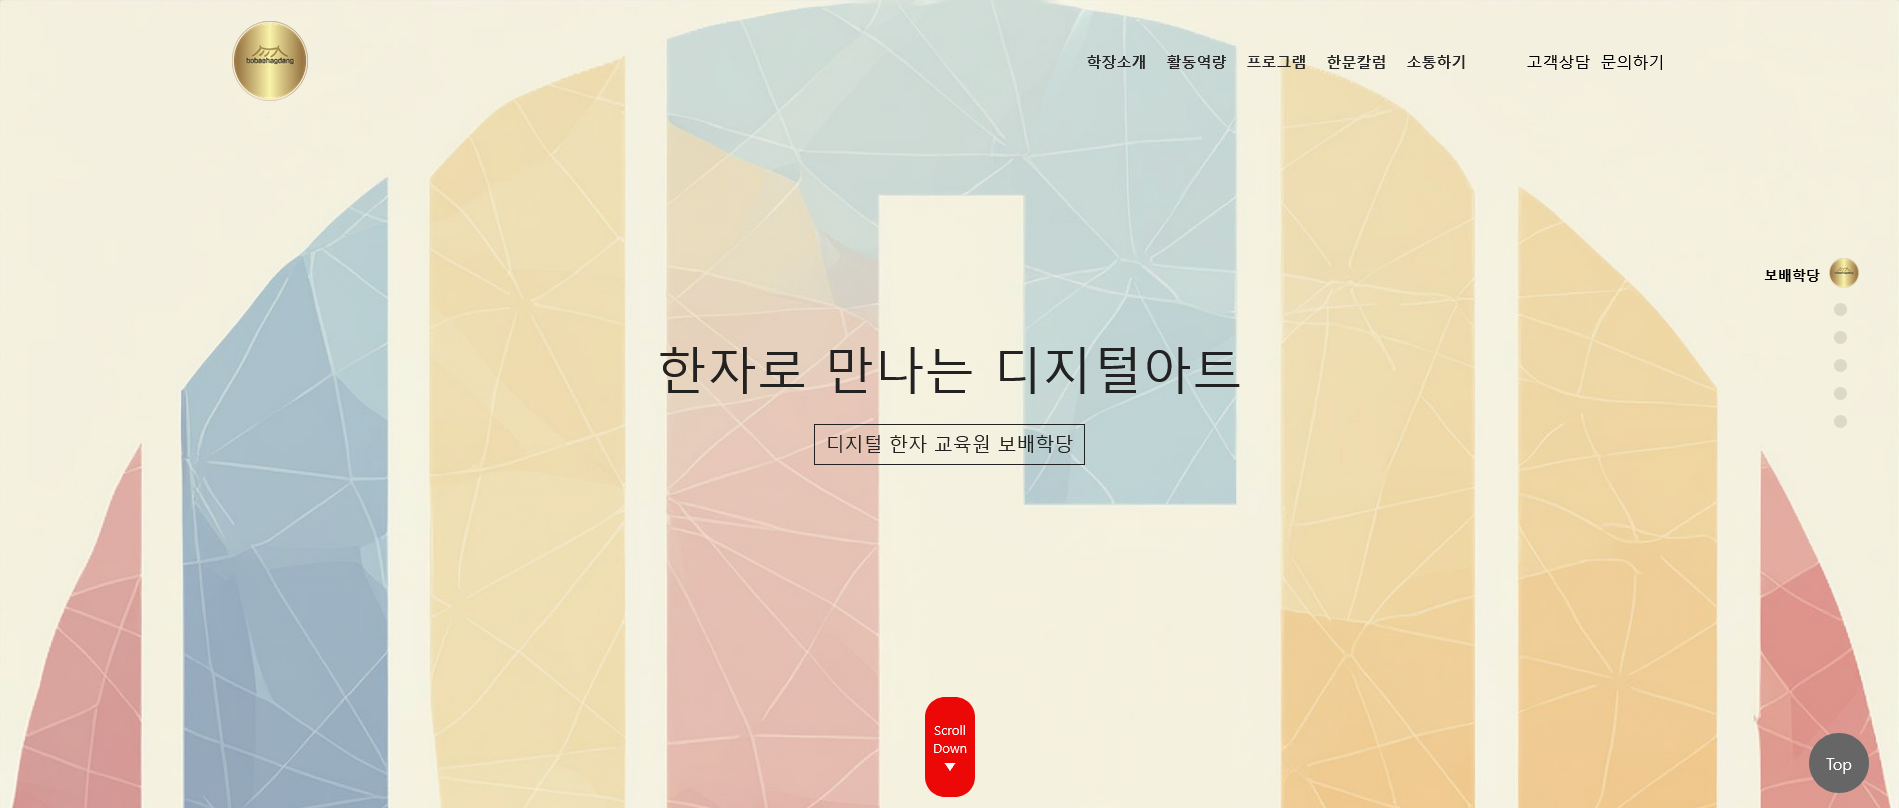 bobaehagdang
학장소개 활동역량 프로그램 한문칼럼 소통하기 고객상담 문의하기
보배학당
한자로 만나는 디지털아트
디지털 한자 교육원 보배학당
Scroll
Down
Top